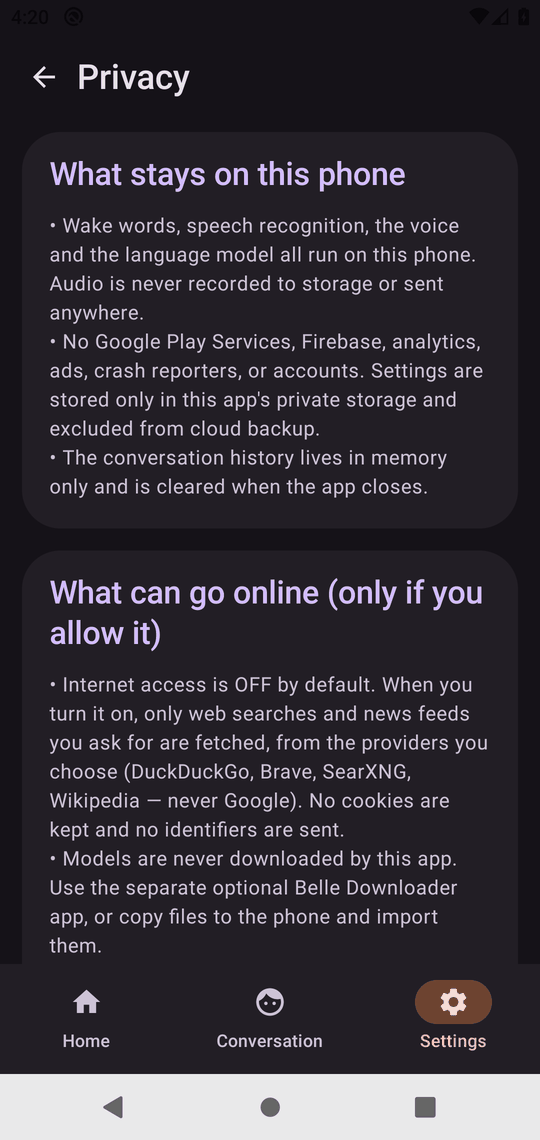 4:20
Privacy
What stays on this phone
• Wake words, speech recognition, the voice
and the language model all run on this phone.
Audio is never recorded to storage or sent
anywhere.
• No Google Play Services, Firebase, analytics,
ads, crash reporters, or accounts. Settings are
stored only in this app's private storage and
excluded from cloud backup.
• The conversation history lives in memory
only and is cleared when the app closes.
What can go online (only if you
allow it)
• Internet access is OFF by default. When you
turn it on, only web searches and news feeds
you ask for are fetched, from the providers you
choose (DuckDuckGo, Brave, SearXNG,
Wikipedia — never Google). No cookies are
kept and no identifiers are sent.
• Models are never downloaded by this app.
Use the separate optional Belle Downloader
app, or copy files to the phone and import
them.
Home
Conversation
Settings